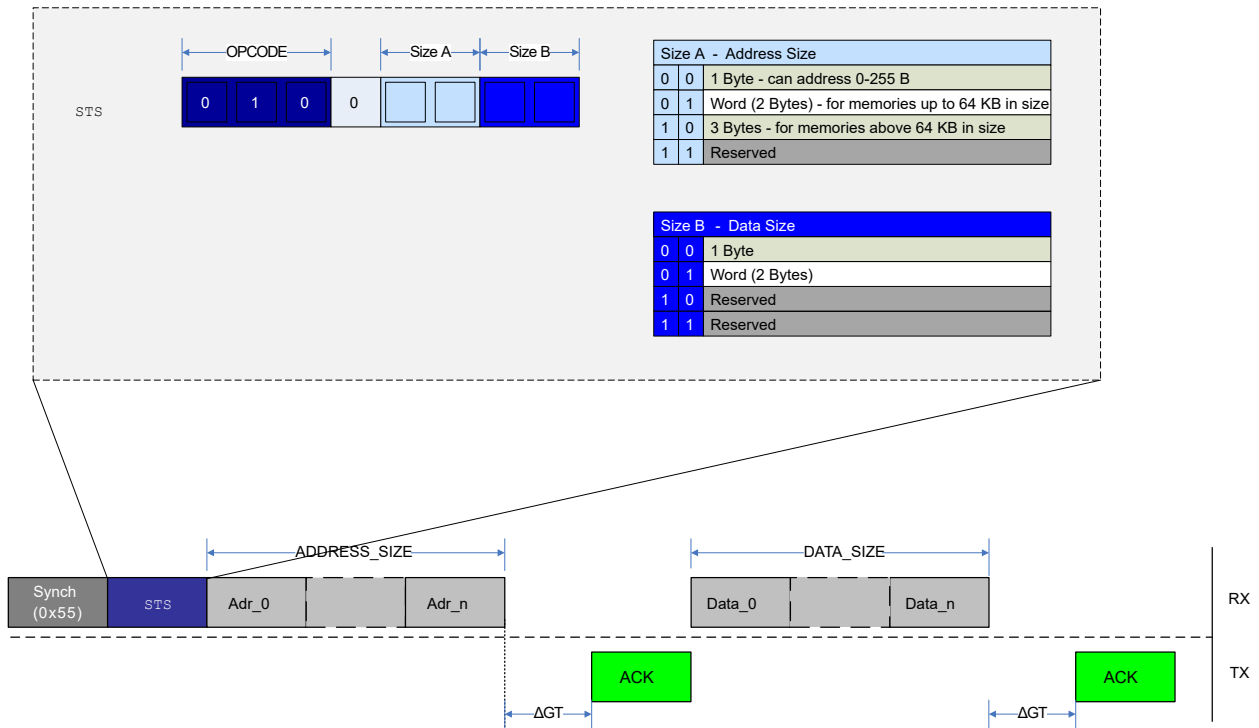 OPCODE Size A Size B
STS 0 1 0 0
Size A - Address Size
0 0 1 Byte - can address 0-255 B
0 1 Word (2 Bytes) - for memories up to 64 KB in size
1 0 3 Bytes - for memories above 64 KB in size
1 1 Reserved
Size B - Data Size
0 0 1 Byte
0 1 Word (2 Bytes)
1 0 Reserved
1 1 Reserved
ADDRESS_SIZE DATA_SIZE
Synch
(0x55)
STS Adr_0 Adr_n Data_0 Data_n RX
ACK ACK TX
ΔGT ΔGT